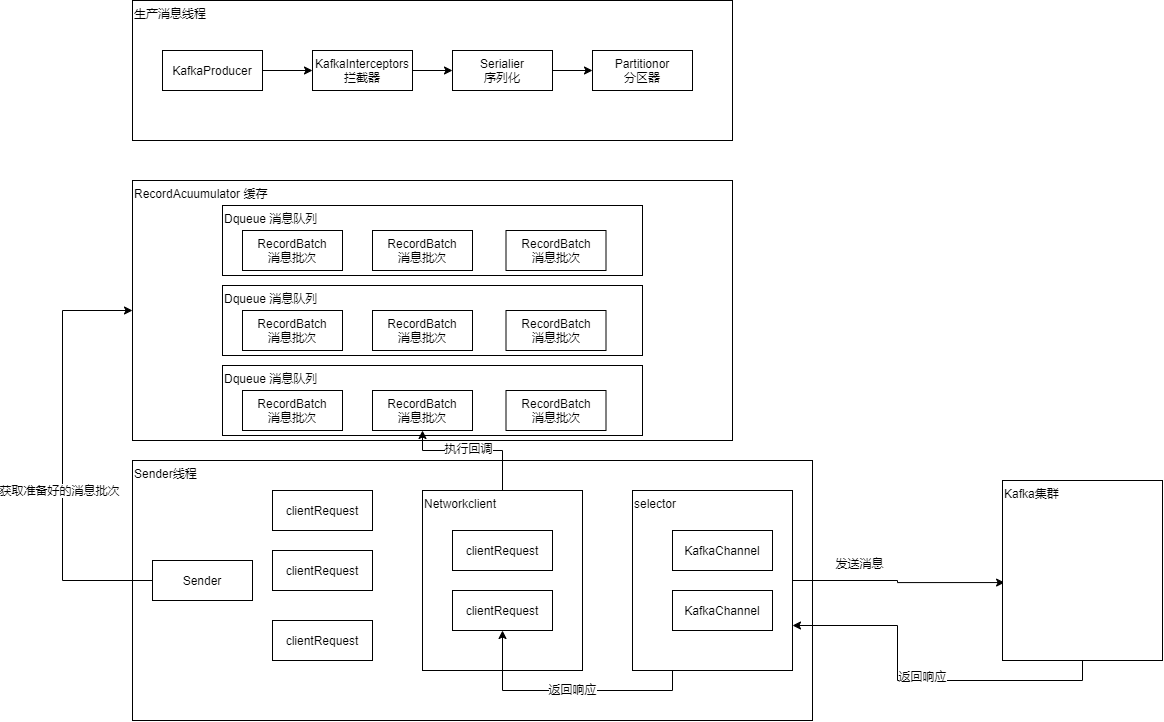 生产消息线程
KafkaProducer
KafkaInterceptors
拦截器
Serialier
序列化
Partitionor
分区器
RecordAcuumulator 缓存
Dqueue 消息队列
RecordBatch
消息批次
RecordBatch
消息批次
RecordBatch
消息批次
Dqueue 消息队列
RecordBatch
消息批次
RecordBatch
消息批次
RecordBatch
消息批次
Dqueue 消息队列
RecordBatch
消息批次
RecordBatch
消息批次
RecordBatch
消息批次
执行回调
获取准备好的消息批次
Sender线程
Sender
clientRequest
clientRequest
clientRequest
Networkclient
clientRequest
clientRequest
selector
KafkaChannel
KafkaChannel
返回响应
发送消息
返回响应
Kafka集群